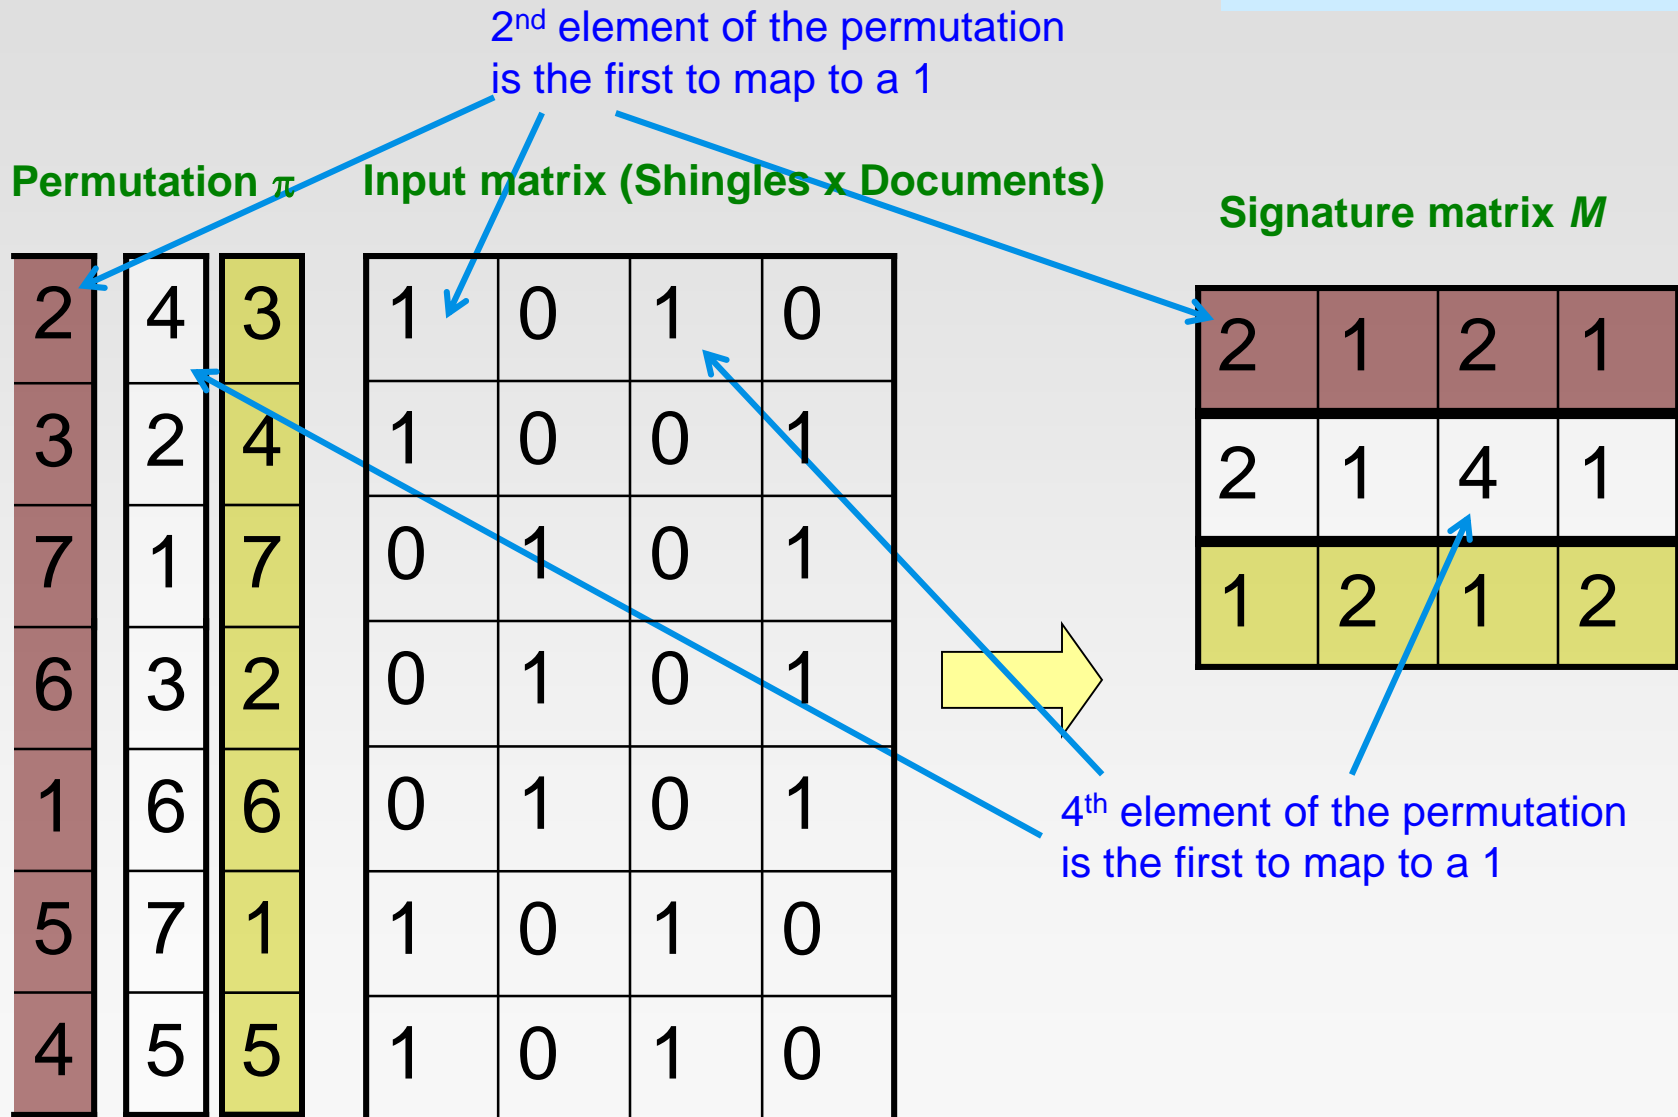 2nd element of the permutation
is the first to map to a 1
Permutation π
Input matrix (Shingles x Documents)
Signature matrix M
2 4 3 1 0 1 0
3 2 4 1 0 0 1
7 1 7 0 1 0 1
6 3 2 0 1 0 1
1 6 6 0 1 0 1
5 7 1 1 0 1 0
4 5 5 1 0 1 0
2 1 2 1
2 1 4 1
1 2 1 2
4th element of the permutation
is the first to map to a 1